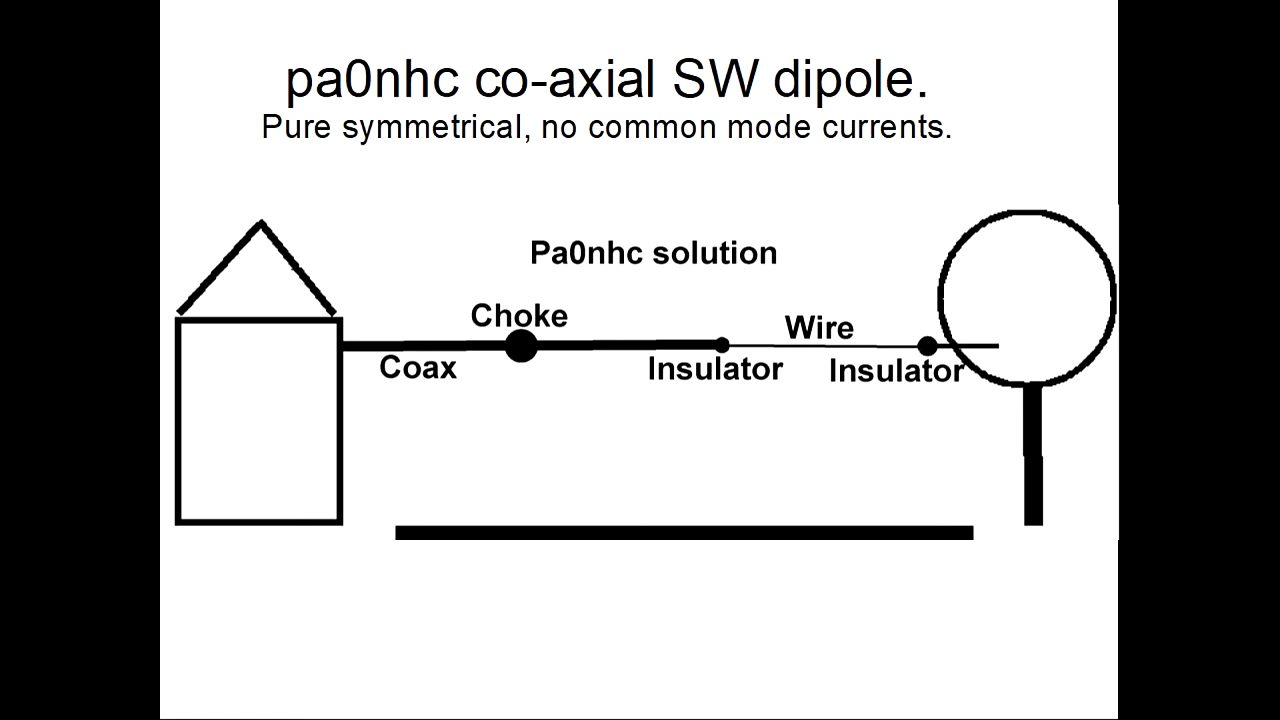 pa0nhc co-axial SW dipole.
Pure symmetrical, no common mode currents.
Pa0nhc solution
Choke
Wire
Coax
Insulator
Insulator